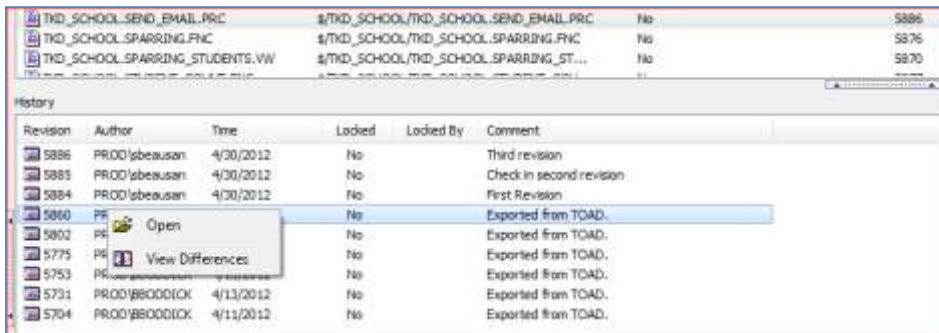 TKD_SCHOOL.SEND_EMAIL.PRC $/TKD_SCHOOL/TKD_SCHOOL.SEND_EMAIL.PRC No 5886
TKD_SCHOOL.SPARRING.FNC $/TKD_SCHOOL/TKD_SCHOOL.SPARRING.FNC No 5876
TKD_SCHOOL.SPARRING_STUDENTS.VW $/TKD_SCHOOL/TKD_SCHOOL.SPARRING_ST... No 5870
History
Revision Author Time Locked Locked By Comment
5886 PROD\sbeausan 4/30/2012 No Third revision
5885 PROD\sbeausan 4/30/2012 No Check in second revision
5884 PROD\sbeausan 4/30/2012 No First Revision
5860 No Exported from TOAD.
Open
5802 No Exported from TOAD.
5775 No Exported from TOAD.
View Differences
5753 No Exported from TOAD.
5731 PROD\BBODDICK 4/13/2012 No Exported from TOAD.
5704 PROD\BBODDICK 4/11/2012 No Exported from TOAD.